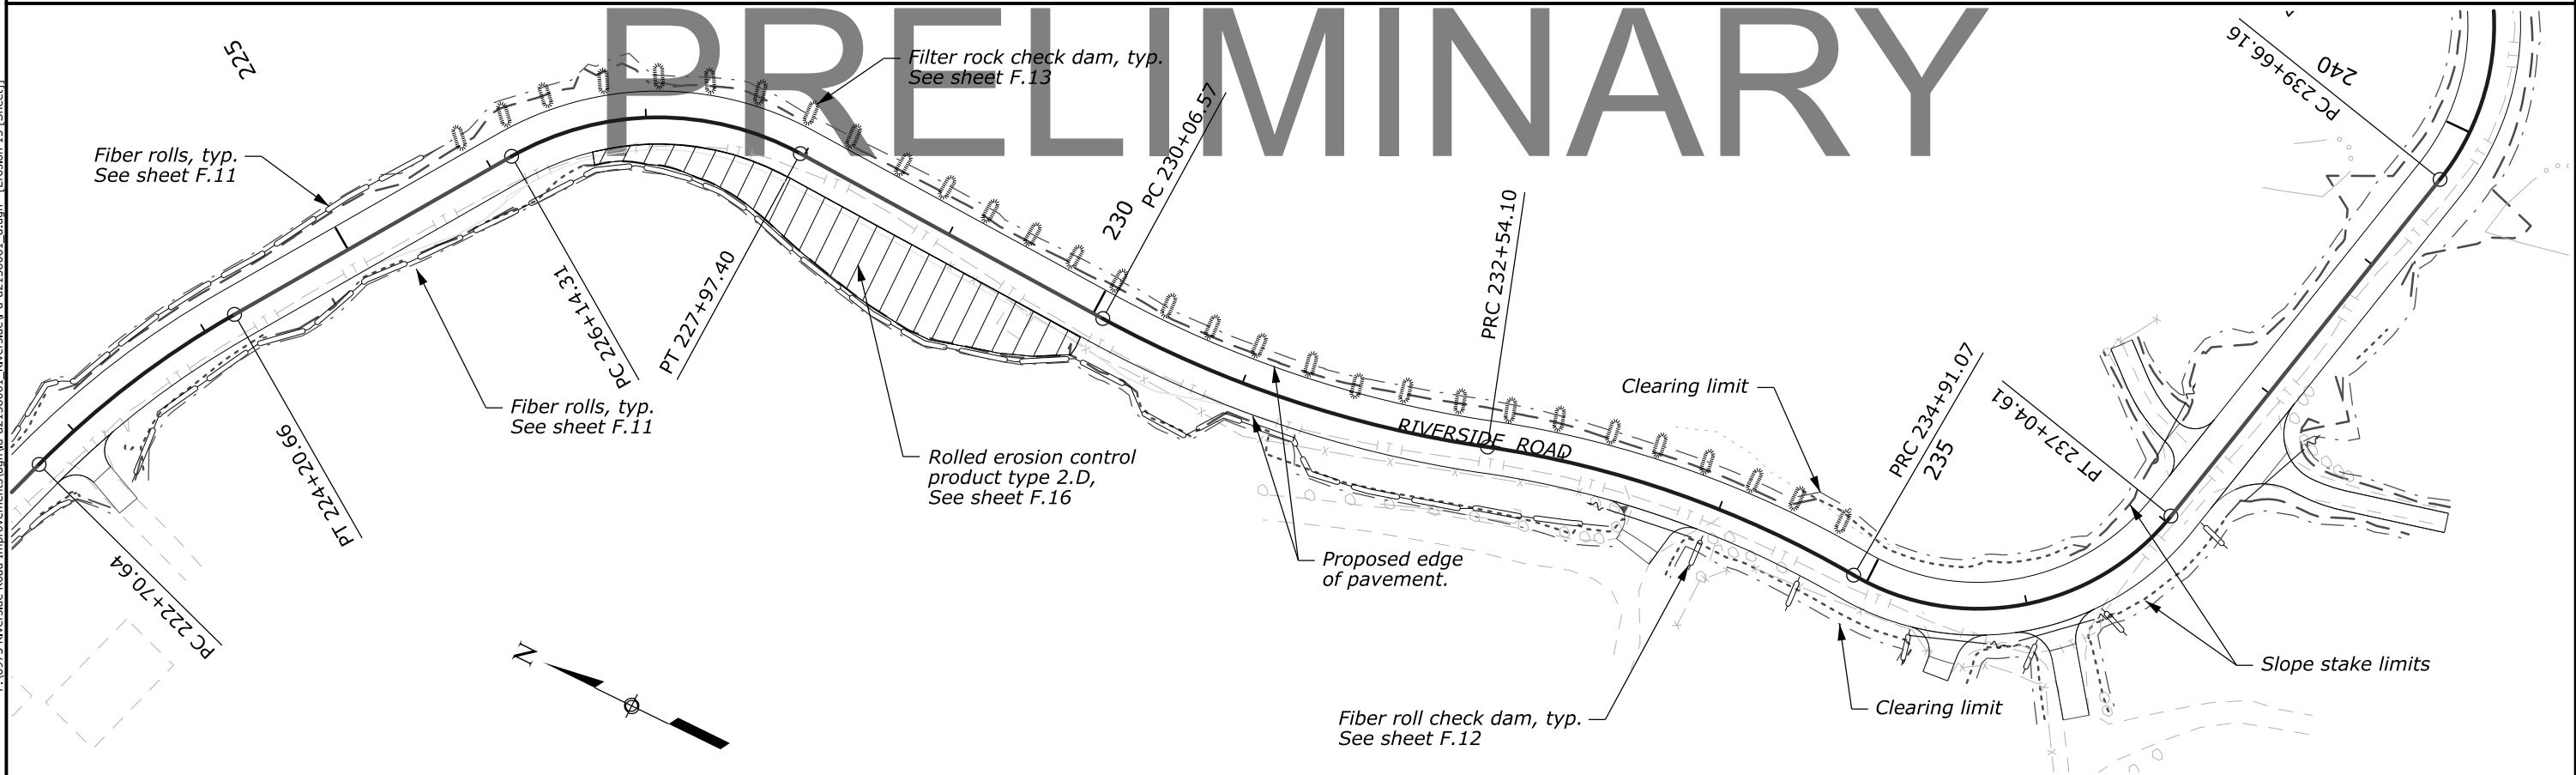 PRELIMINARY
225
Filter rock check dam, typ.
See sheet F.13
PC 230+06.57
230
PC 239+66.16
240
Fiber rolls, typ.
See sheet F.11
PRC 232+54.10
PC 226+14.31
PT 227+97.40
Clearing limit
PRC 234+91.07
235
PT 237+04.61
Fiber rolls, typ.
See sheet F.11
RIVERSIDE ROAD
PT 224+20.66
Rolled erosion control
product type 2.D,
See sheet F.16
Proposed edge
of pavement.
PC 222+70.64
N
Slope stake limits
Clearing limit
Fiber roll check dam, typ.
See sheet F.12